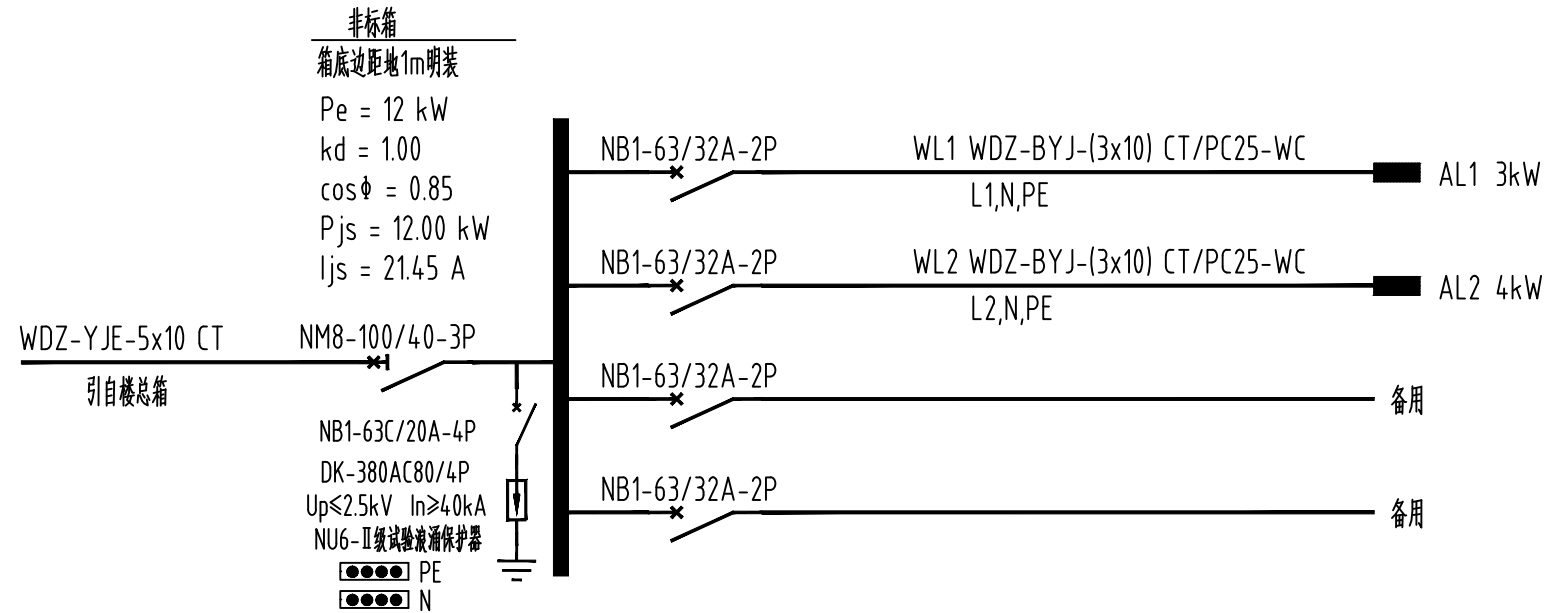 非标箱
箱底边距地1m明装
Pe = 12 kW
kd = 1.00
cosΦ = 0.85
Pjs = 12.00 kW
Ijs = 21.45 A
WDZ-YJE-5x10 CT
引自楼总箱
NM8-100/40-3P
NB1-63C/20A-4P
DK-380AC80/4P
Up≤2.5kV In≥40kA
NU6-Ⅱ级试验浪涌保护器
PE
N
NB1-63/32A-2P
WL1 WDZ-BYJ-(3x10) CT/PC25-WC
L1,N,PE
AL1 3kW
NB1-63/32A-2P
WL2 WDZ-BYJ-(3x10) CT/PC25-WC
L2,N,PE
AL2 4kW
NB1-63/32A-2P
备用
NB1-63/32A-2P
备用